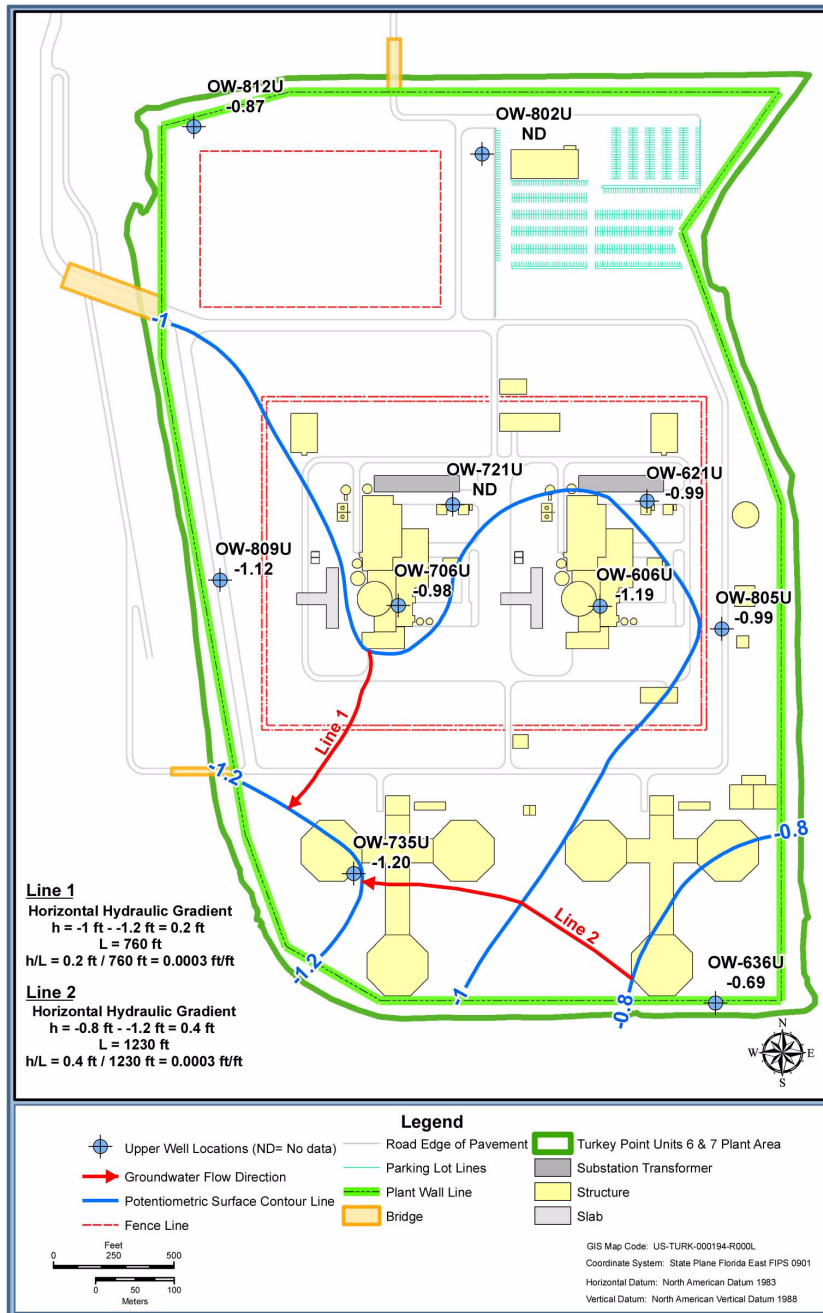 OW-812U
-0.87
OW-802U
ND
-1
OW-721U
ND
OW-621U
-0.99
OW-809U
-1.12
OW-706U
-0.98
OW-606U
-1.19
OW-805U
-0.99
Line 1
-1.2
-0.8
OW-735U
-1.20
Line 2
-1.2
-1
-0.8
OW-636U
-0.69
Line 1
Horizontal Hydraulic Gradient
h = -1 ft - -1.2 ft = 0.2 ft
L = 760 ft
h/L = 0.2 ft / 760 ft = 0.0003 ft/ft
Line 2
Horizontal Hydraulic Gradient
h = -0.8 ft - -1.2 ft = 0.4 ft
L = 1230 ft
h/L = 0.4 ft / 1230 ft = 0.0003 ft/ft
N
W
E
S
Legend
Upper Well Locations (ND= No data)
Groundwater Flow Direction
Potentiometric Surface Contour Line
Fence Line
Road Edge of Pavement
Parking Lot Lines
Plant Wall Line
Bridge
Turkey Point Units 6 & 7 Plant Area
Substation Transformer
Structure
Slab
Feet
0 250 500
0 50 100
Meters
GIS Map Code: US-TURK-000194-R000L
Coordinate System: State Plane Florida East FIPS 0901
Horizontal Datum: North American Datum 1983
Vertical Datum: North American Vertical Datum 1988